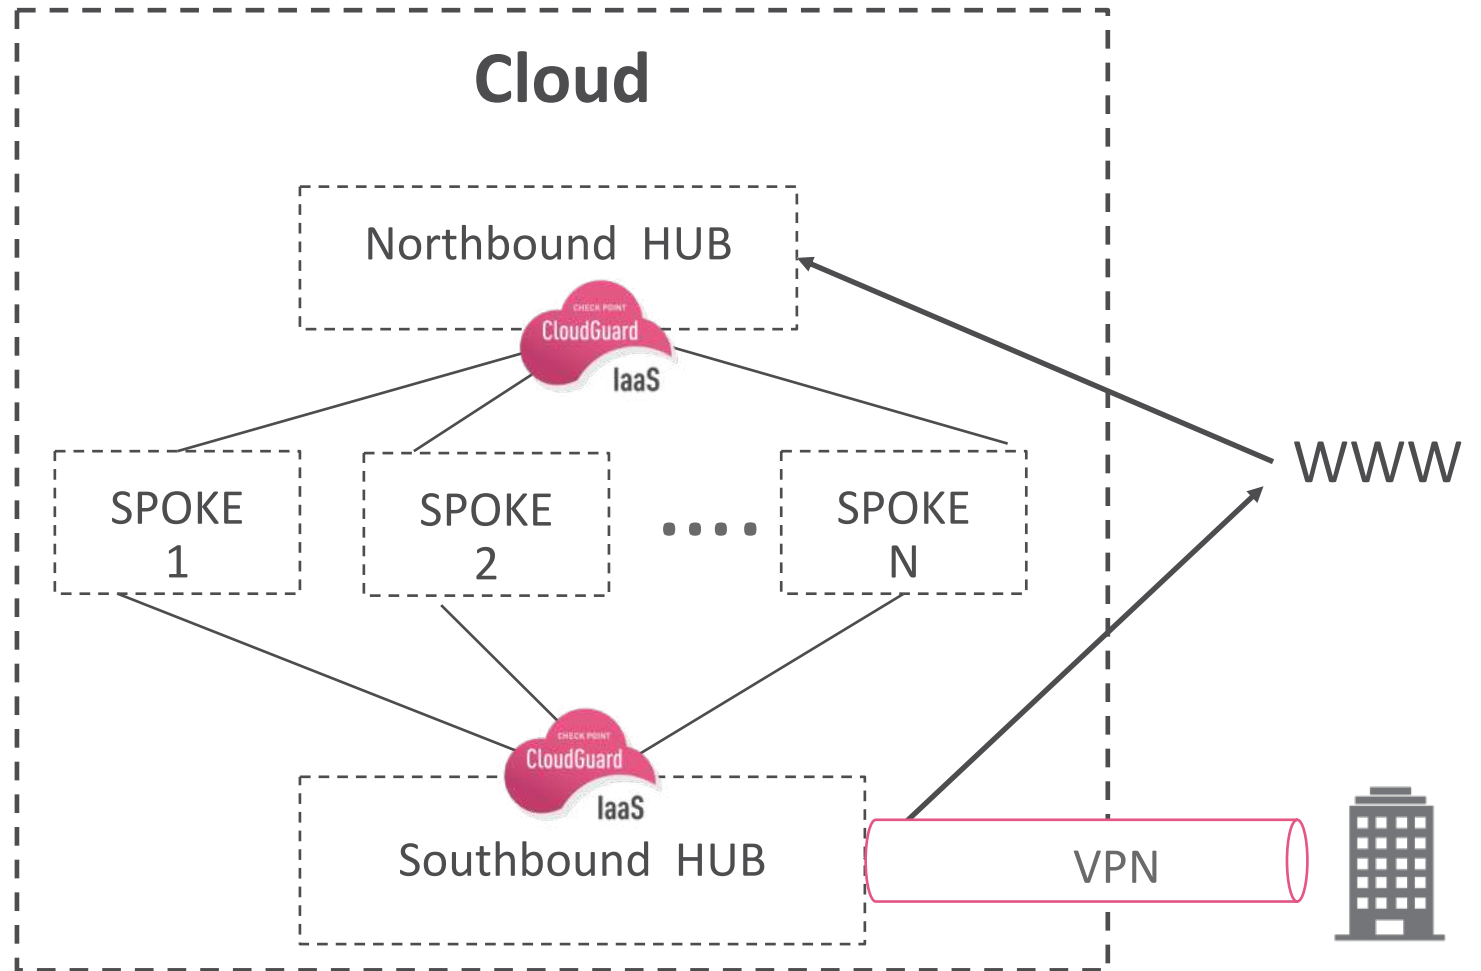 Cloud
Northbound HUB
CHECK POINT
CloudGuard
IaaS
SPOKE
1
SPOKE
2
....
SPOKE
N
WWW
CHECK POINT
CloudGuard
IaaS
Southbound HUB
VPN